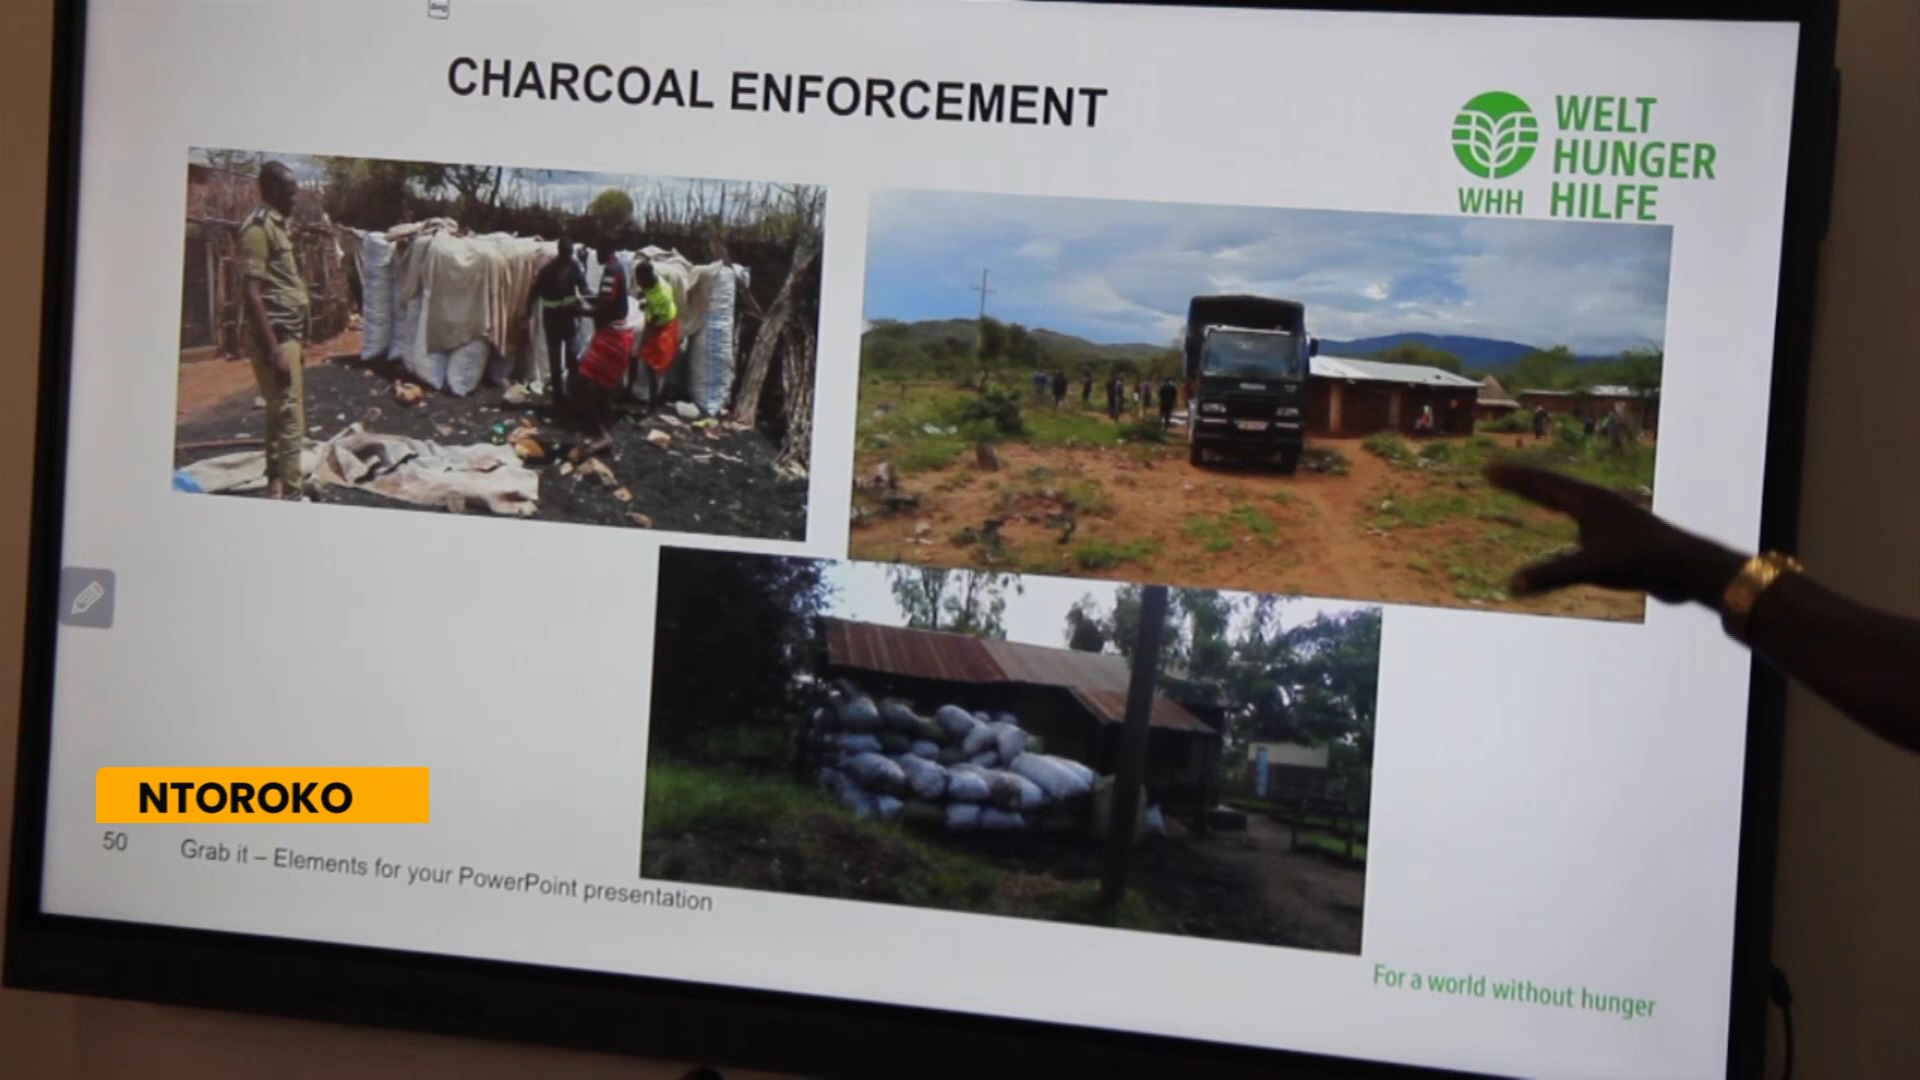 CHARCOAL ENFORCEMENT
WELT
HUNGER
WHH HILFE
NTOROKO
50 Grab it – Elements for your PowerPoint presentation
For a world without hunger